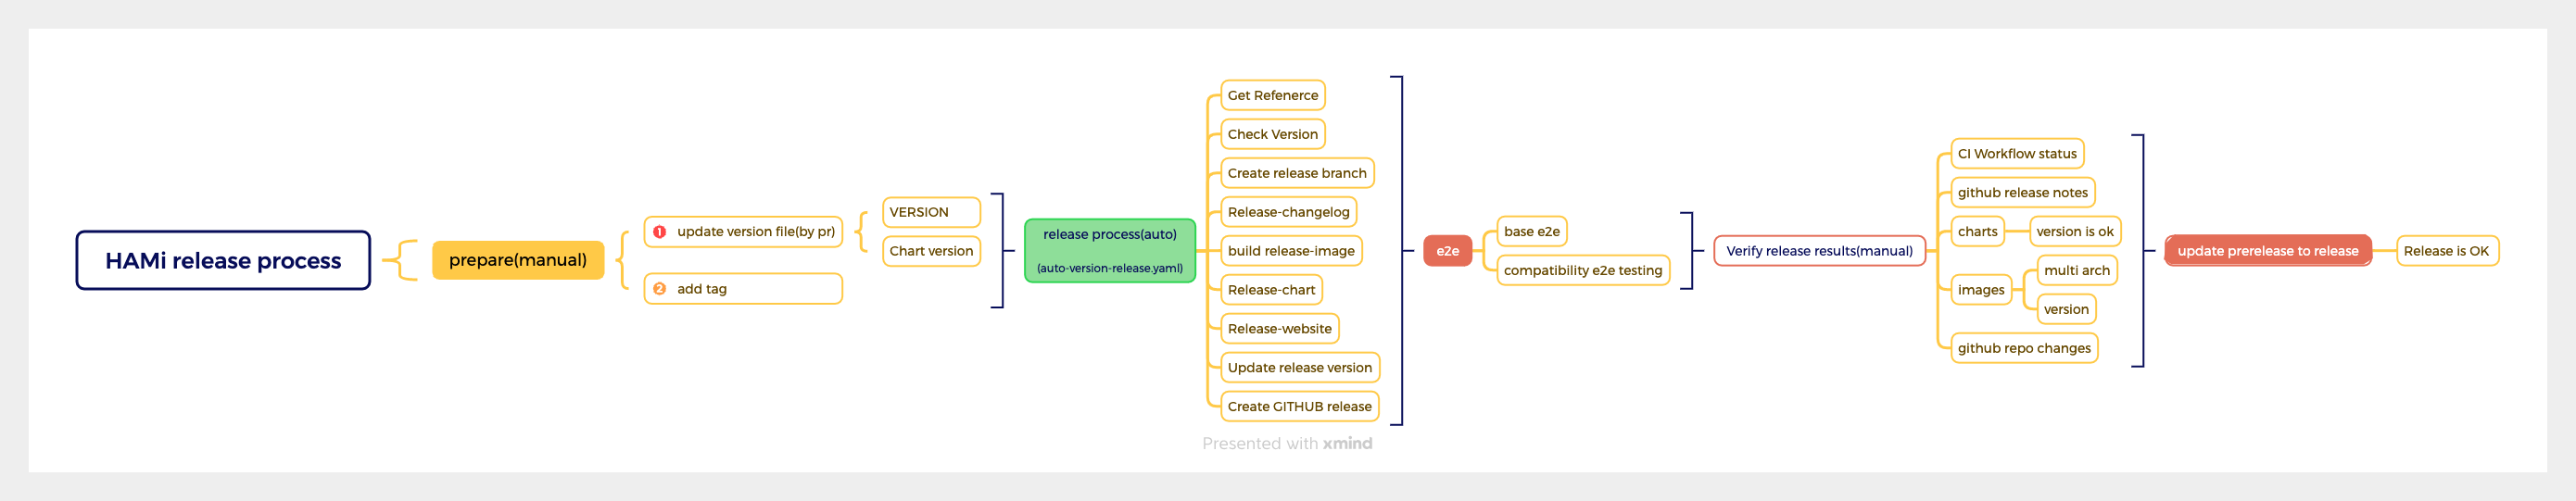 HAMi release process
prepare(manual)
1 update version file(by pr)
VERSION
Chart version
2 add tag
release process(auto)
(auto-version-release.yaml)
Get Refenerce
Check Version
Create release branch
Release-changelog
build release-image
Release-chart
Release-website
Update release version
Create GITHUB release
e2e
base e2e
compatibility e2e testing
Verify release results(manual)
CI Workflow status
github release notes
charts
version is ok
images
multi arch
version
github repo changes
update prerelease to release
Release is OK
Presented with xmind